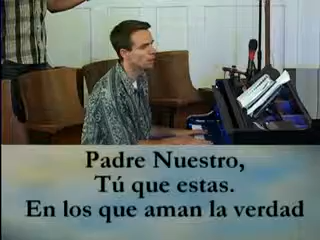 Padre Nuestro,
Tú que estas.
En los que aman la verdad